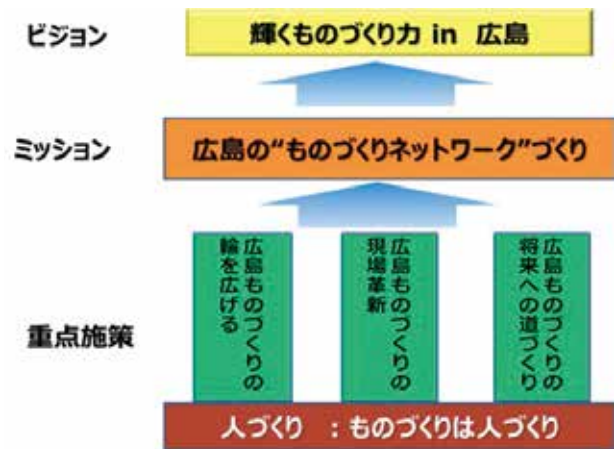 ビジョン
輝くものづくり力 in 広島
ミッション
広島の“ものづくりネットワーク”づくり
重点施策
広島ものづくりの
輪を広げる
広島ものづくりの
現場革新
広島ものづくりの
将来への道づくり
人づくり :ものづくりは人づくり